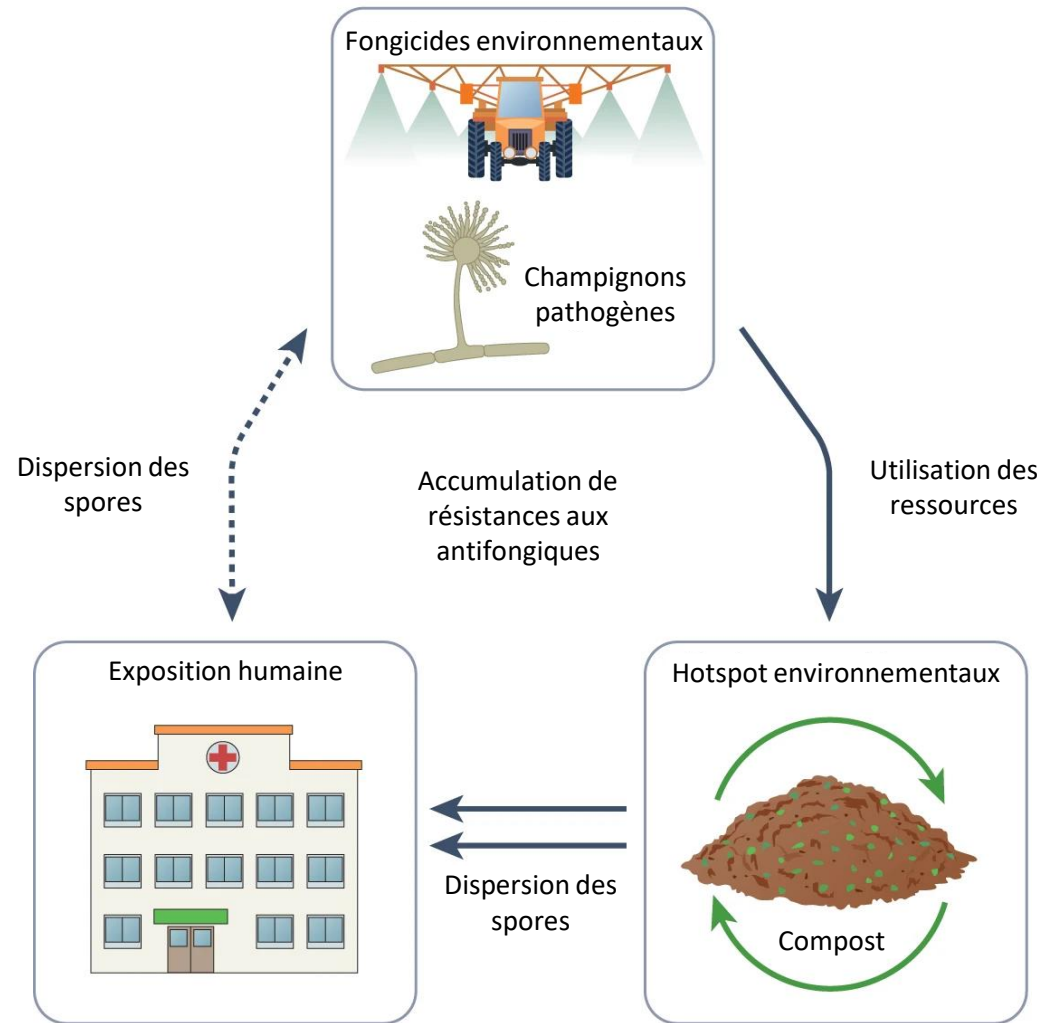 Fongicides environnementaux
Champignons
pathogènes
Dispersion des
spores
Accumulation de
résistances aux
antifongiques
Utilisation des
ressources
Exposition humaine
Hotspot environnementaux
Dispersion des
spores
Compost